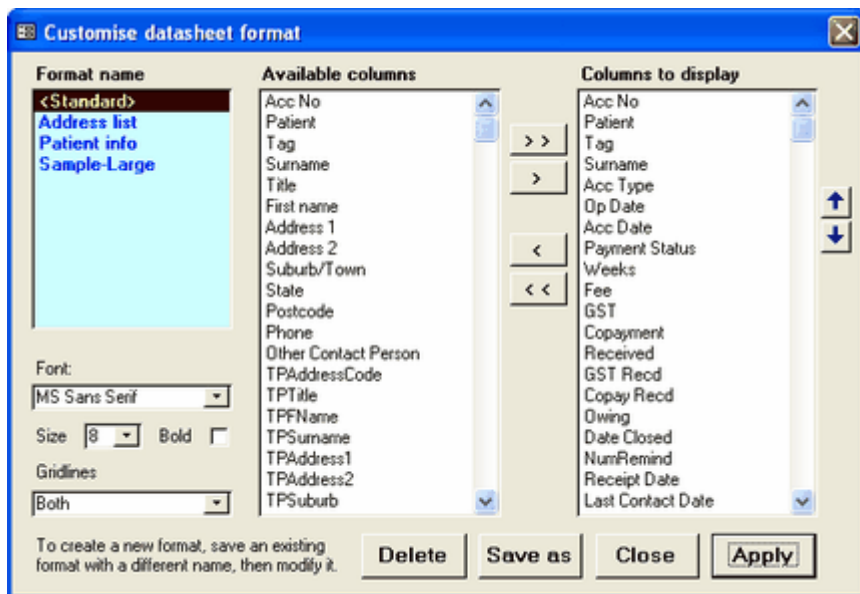 Customise datasheet format
Format name
<Standard>
Address list
Patient info
Sample-Large
Font:
MS Sans Serif
Size 8 Bold
Gridlines
Both
Available columns
Acc No
Patient
Tag
Surname
Title
First name
Address 1
Address 2
Suburb/Town
State
Postcode
Phone
Other Contact Person
TPAddressCode
TPTitle
TPFName
TPSurname
TPAddress1
TPAddress2
TPSuburb
> >
>
<
< <
Columns to display
Acc No
Patient
Tag
Surname
Acc Type
Op Date
Acc Date
Payment Status
Weeks
Fee
GST
Copayment
Received
GST Recd
Copay Recd
Owing
Date Closed
NumRemind
Receipt Date
Last Contact Date
To create a new format, save an existing
format with a different name, then modify it.
Delete
Save as
Close
Apply